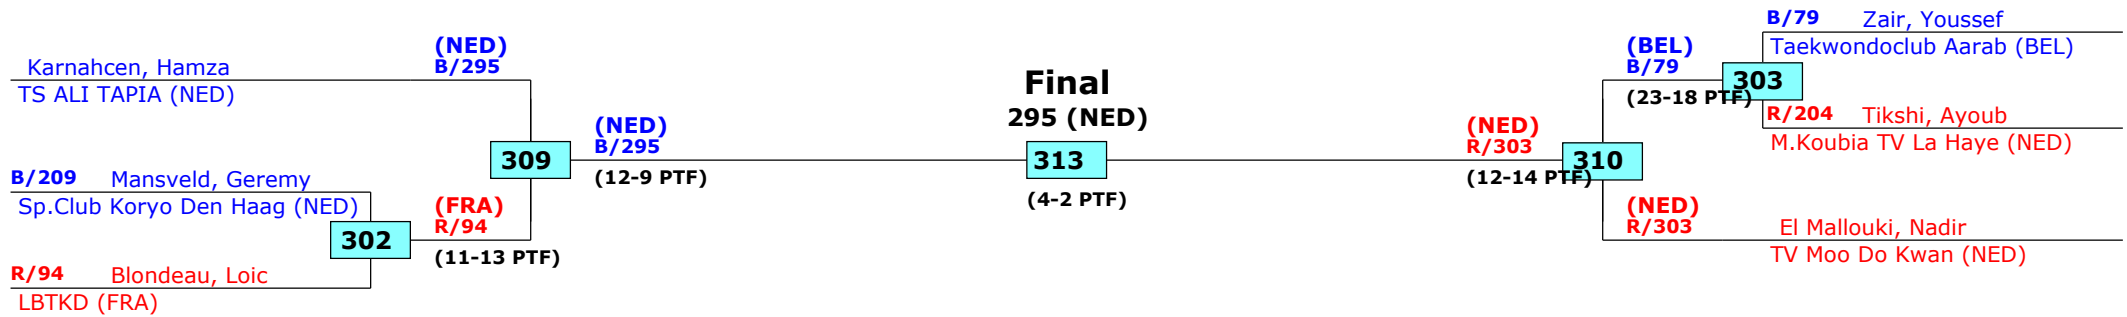 Karnahcen, Hamza
TS ALI TAPIA (NED)
(NED)
B/295
B/209 Mansveld, Geremy
Sp.Club Koryo Den Haag (NED)
302
R/94 Blondeau, Loic
LBTKD (FRA)
(FRA)
R/94
(11-13 PTF)
309
(NED)
B/295
(12-9 PTF)
Final
295 (NED)
313
(4-2 PTF)
(NED)
R/303
(12-14 PTF)
310
(BEL)
B/79
(23-18 PTF)
303
B/79 Zair, Youssef
Taekwondoclub Aarab (BEL)
R/204 Tikshi, Ayoub
M.Koubia TV La Haye (NED)
(NED)
R/303
El Mallouki, Nadir
TV Moo Do Kwan (NED)